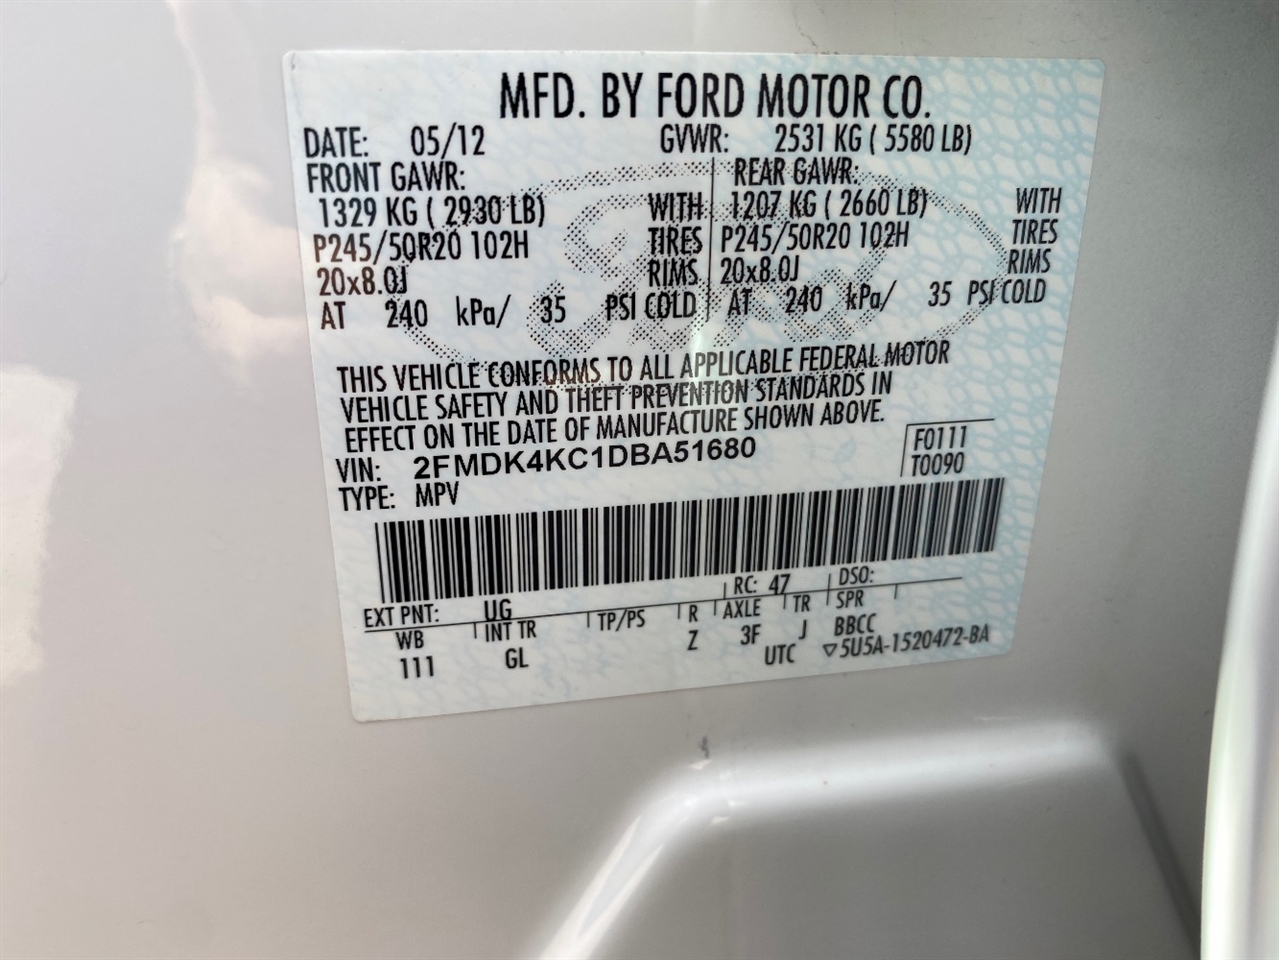 MFD. BY FORD MOTOR CO.
DATE: 05/12 GVWR: 2531 KG ( 5580 LB)
FRONT GAWR: REAR GAWR:
1329 KG ( 2930 LB) WITH 1207 KG ( 2660 LB) WITH
P245/50R20 102H TIRES P245/50R20 102H TIRES
20x8.0J RIMS 20x8.0J RIMS
AT 240 kPa/ 35 PSI COLD AT 240 kPa/ 35 PSI COLD
Ford
THIS VEHICLE CONFORMS TO ALL APPLICABLE FEDERAL MOTOR
VEHICLE SAFETY AND THEFT PREVENTION STANDARDS IN
EFFECT ON THE DATE OF MANUFACTURE SHOWN ABOVE.
VIN: 2FMDK4KC1DBA51680 F0111
TYPE: MPV T0090
EXT PNT: UG RC: 47 DSO:
WB INT TR TP/PS R AXLE TR SPR
111 GL Z 3F J BBCC
UTC ▽5U5A-1520472-BA